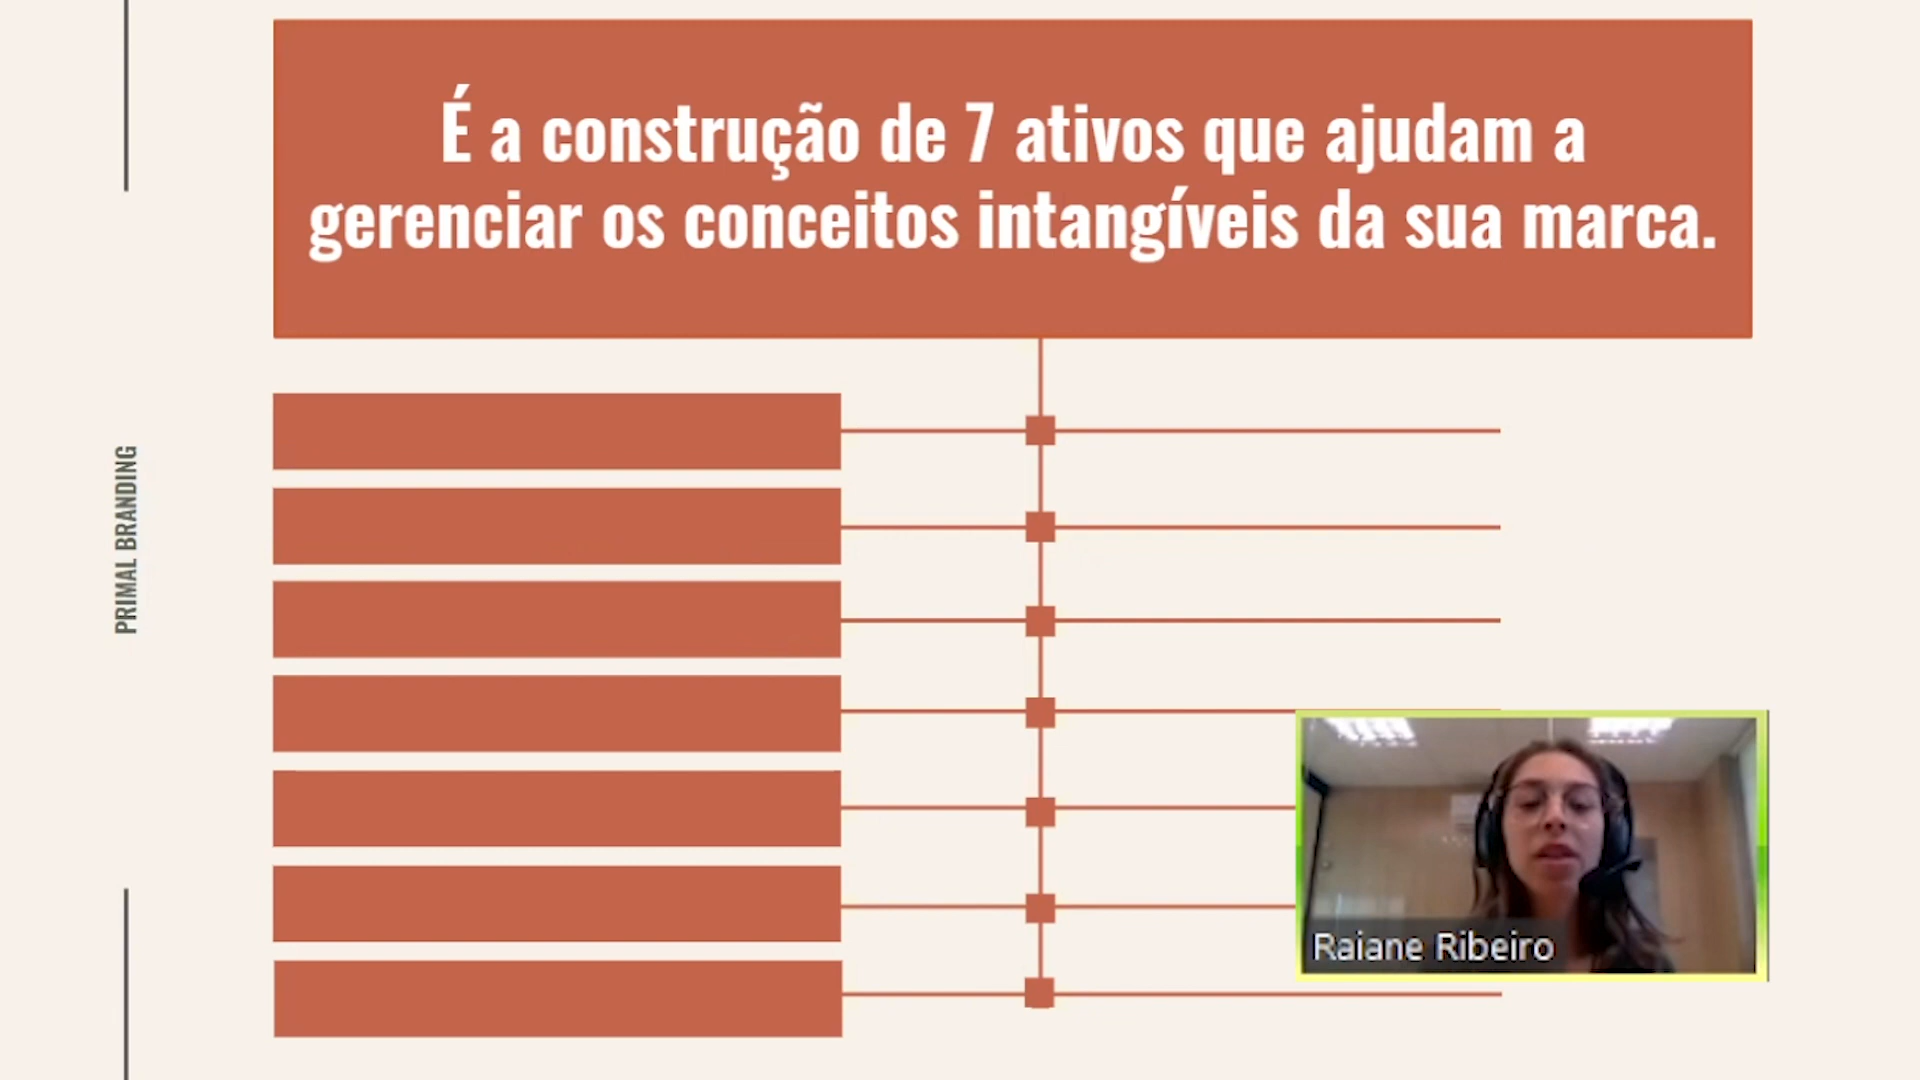 É a construção de 7 ativos que ajudam a
gerenciar os conceitos intangíveis da sua marca.
PRIMAL BRANDING
Raiane Ribeiro